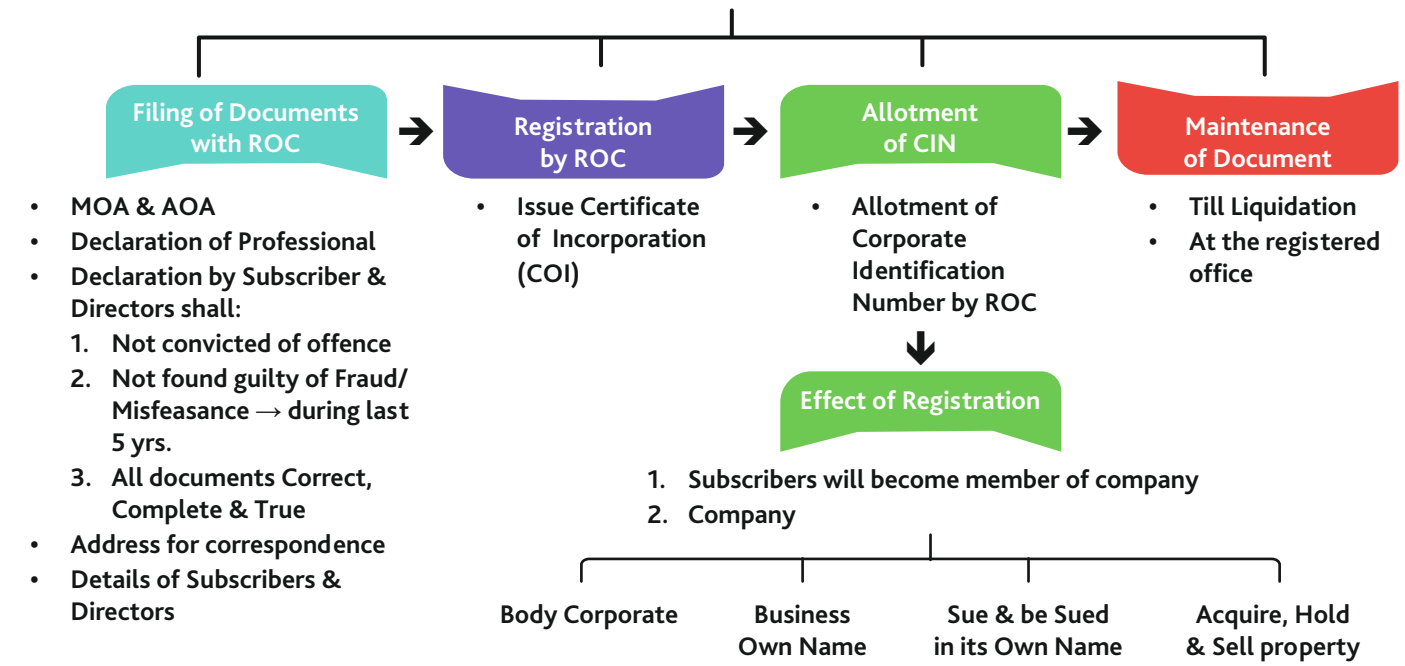 Filing of Documents
with ROC
Registration
by ROC
Allotment
of CIN
Maintenance
of Document
• MOA & AOA
• Declaration of Professional
• Declaration by Subscriber &
Directors shall:
1. Not convicted of offence
2. Not found guilty of Fraud/
Misfeasance → during last
5 yrs.
3. All documents Correct,
Complete & True
• Address for correspondence
• Details of Subscribers &
Directors
• Issue Certificate
of Incorporation
(COI)
• Allotment of
Corporate
Identification
Number by ROC
• Till Liquidation
• At the registered
office
Effect of Registration
1. Subscribers will become member of company
2. Company
Body Corporate
Business
Own Name
Sue & be Sued
in its Own Name
Acquire, Hold
& Sell property